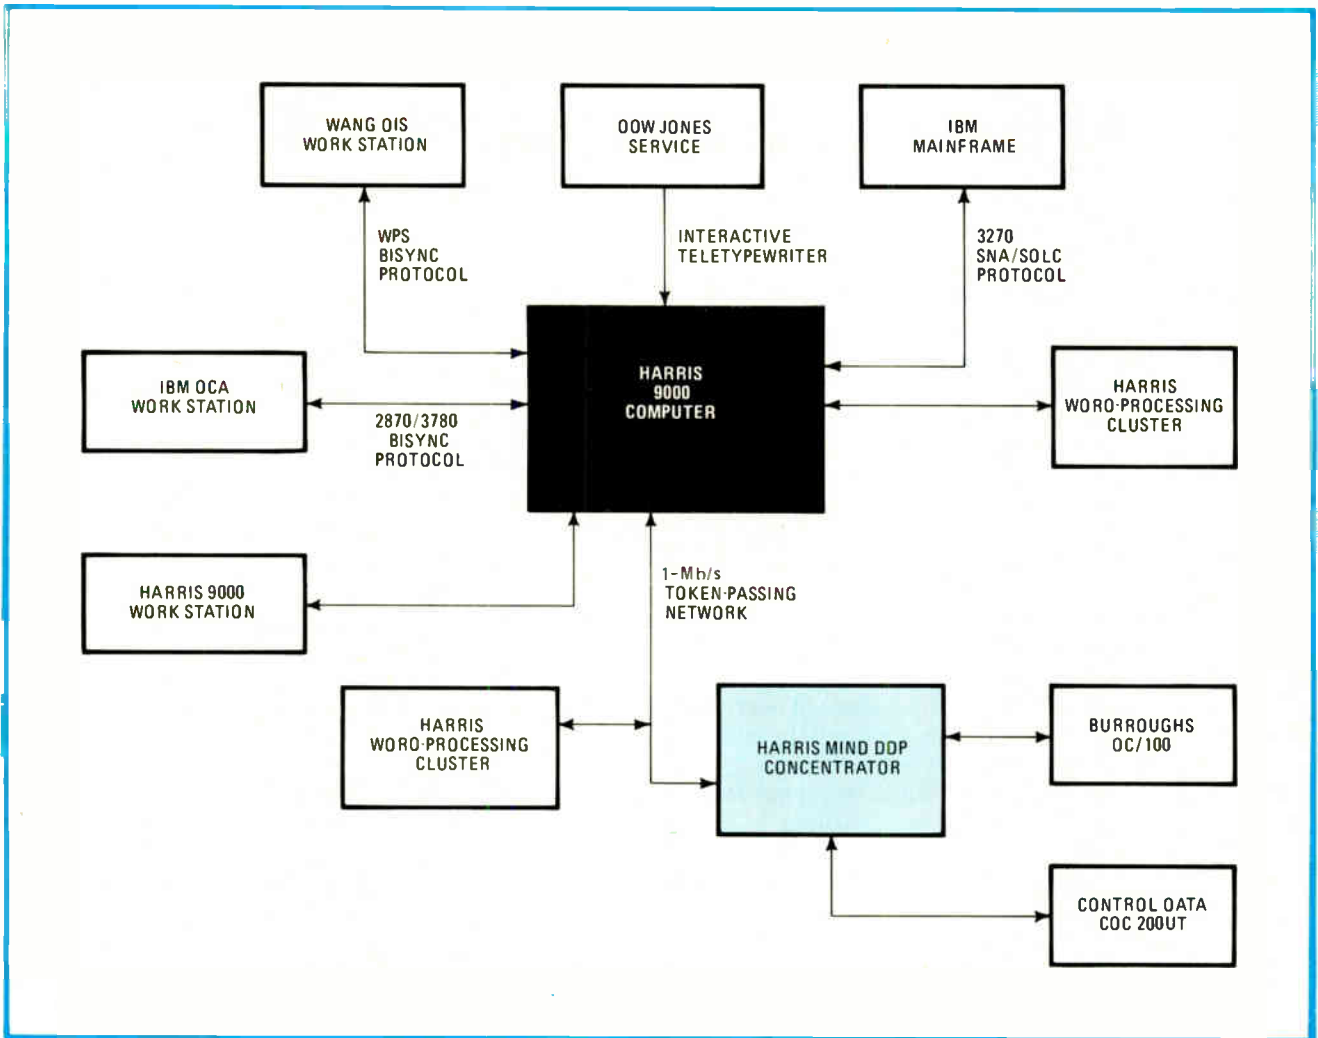 WANG OIS
WORK STATION
OOW JONES
SERVICE
IBM
MAINFRAME
WPS
BISYNC
PROTOCOL
INTERACTIVE
TELETYPEWRITER
3270
SNA/SOLC
PROTOCOL
HARRIS
9000
COMPUTER
IBM OCA
WORK STATION
2870/3780
BISYNC
PROTOCOL
HARRIS
WORO-PROCESSING
CLUSTER
HARRIS 9000
WORK STATION
1-Mb/s
TOKEN-PASSING
NETWORK
HARRIS
WORO-PROCESSING
CLUSTER
HARRIS MIND DDP
CONCENTRATOR
BURROUGHS
OC/100
CONTROL OATA
COC 200UT